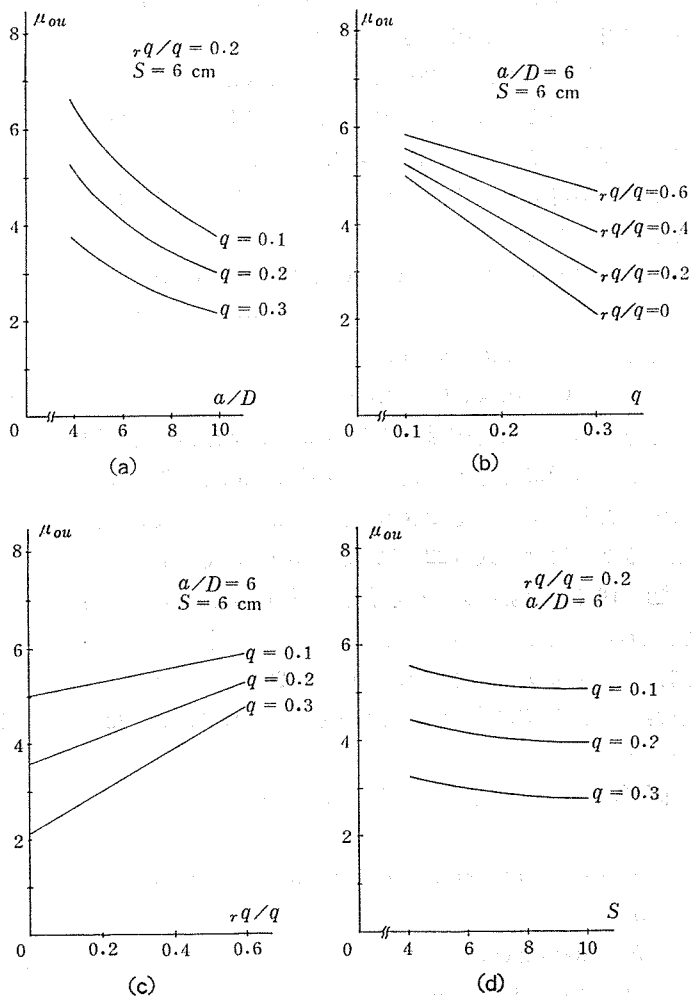 μou
8
rq/q = 0.2
S = 6 cm
6
4
q = 0.1
q = 0.2
q = 0.3
2
a/D
0
4
6
8
10
(a)
μou
8
a/D = 6
S = 6 cm
6
rq/q=0.6
4
rq/q=0.4
rq/q=0.2
rq/q=0
2
q
0
0.1
0.2
0.3
(b)
μou
8
a/D = 6
S = 6 cm
6
q = 0.1
q = 0.2
q = 0.3
4
2
rq/q
0
0.2
0.4
0.6
(c)
μou
8
rq/q = 0.2
a/D = 6
6
q = 0.1
4
q = 0.2
q = 0.3
2
S
0
4
6
8
10
(d)